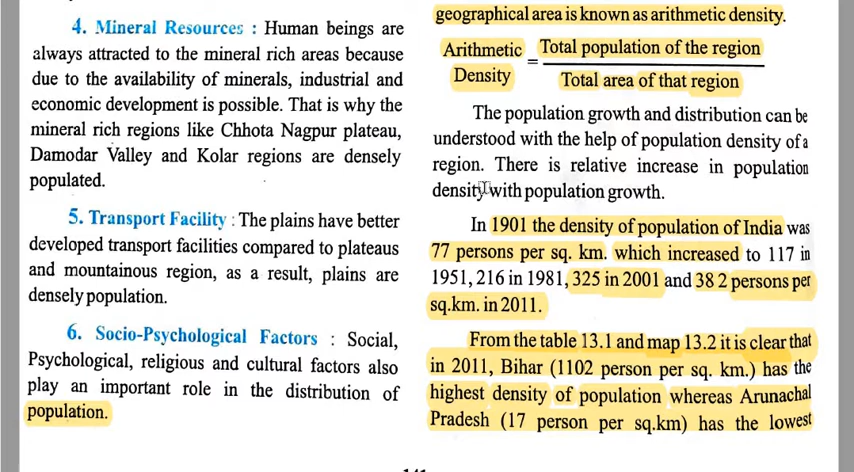 4. Mineral Resources : Human beings are
always attracted to the mineral rich areas because
due to the availability of minerals, industrial and
economic development is possible. That is why the
mineral rich regions like Chhota Nagpur plateau,
Damodar Valley and Kolar regions are densely
populated.
5. Transport Facility : The plains have better
developed transport facilities compared to plateaus
and mountainous region, as a result, plains are
densely population.
6. Socio-Psychological Factors : Social,
Psychological, religious and cultural factors also
play an important role in the distribution of
population.
geographical area is known as arithmetic density.
Arithmetic Density = Total population of the region
Total area of that region
The population growth and distribution can be
understood with the help of population density of a
region. There is relative increase in population
density with population growth.
In 1901 the density of population of India was
77 persons per sq. km. which increased to 117 in
1951, 216 in 1981, 325 in 2001 and 38 2 persons per
sq.km. in 2011.
From the table 13.1 and map 13.2 it is clear that
in 2011, Bihar (1102 person per sq. km.) has the
highest density of population whereas Arunachal
Pradesh (17 person per sq.km) has the lowest